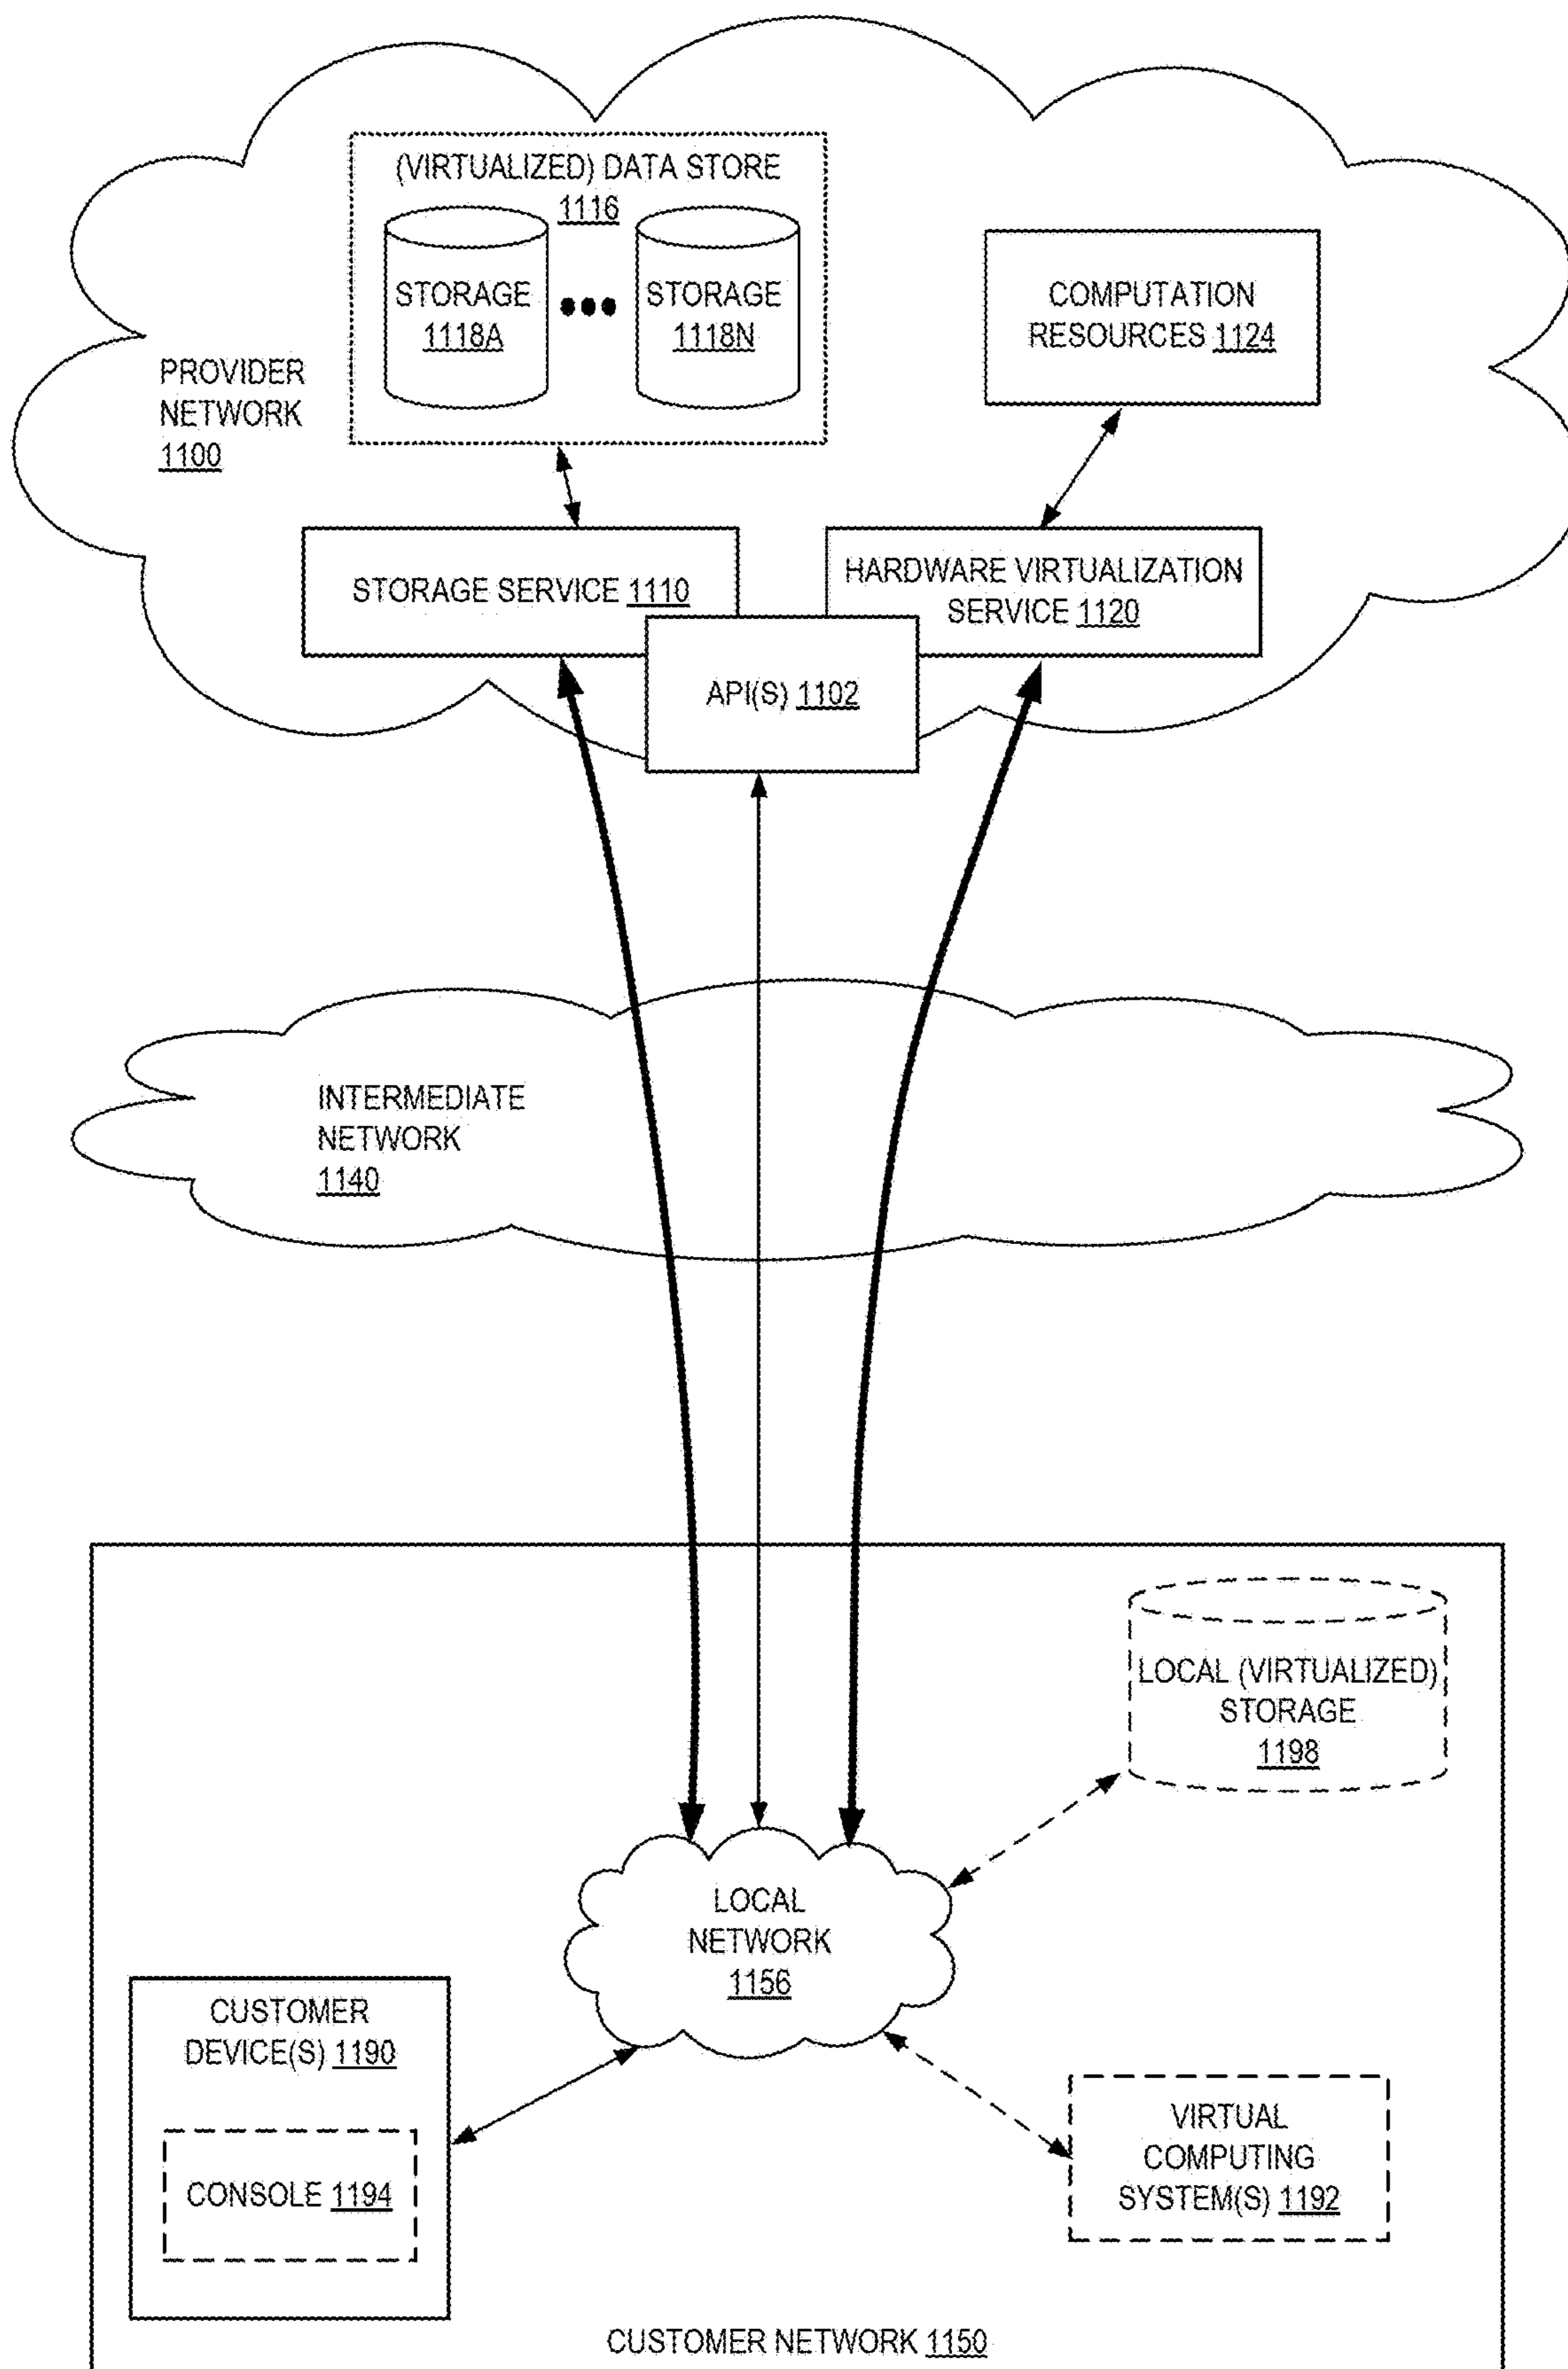 (VIRTUALIZED) DATA STORE
1116
STORAGE
1118A
STORAGE
1118N
COMPUTATION
RESOURCES 1124
PROVIDER
NETWORK
1100
STORAGE SERVICE 1110
HARDWARE VIRTUALIZATION
SERVICE 1120
API(S) 1102
INTERMEDIATE
NETWORK
1140
LOCAL (VIRTUALIZED)
STORAGE
1198
LOCAL
NETWORK
1156
CUSTOMER
DEVICE(S) 1190
CONSOLE 1194
VIRTUAL
COMPUTING
SYSTEM(S) 1192
CUSTOMER NETWORK 1150